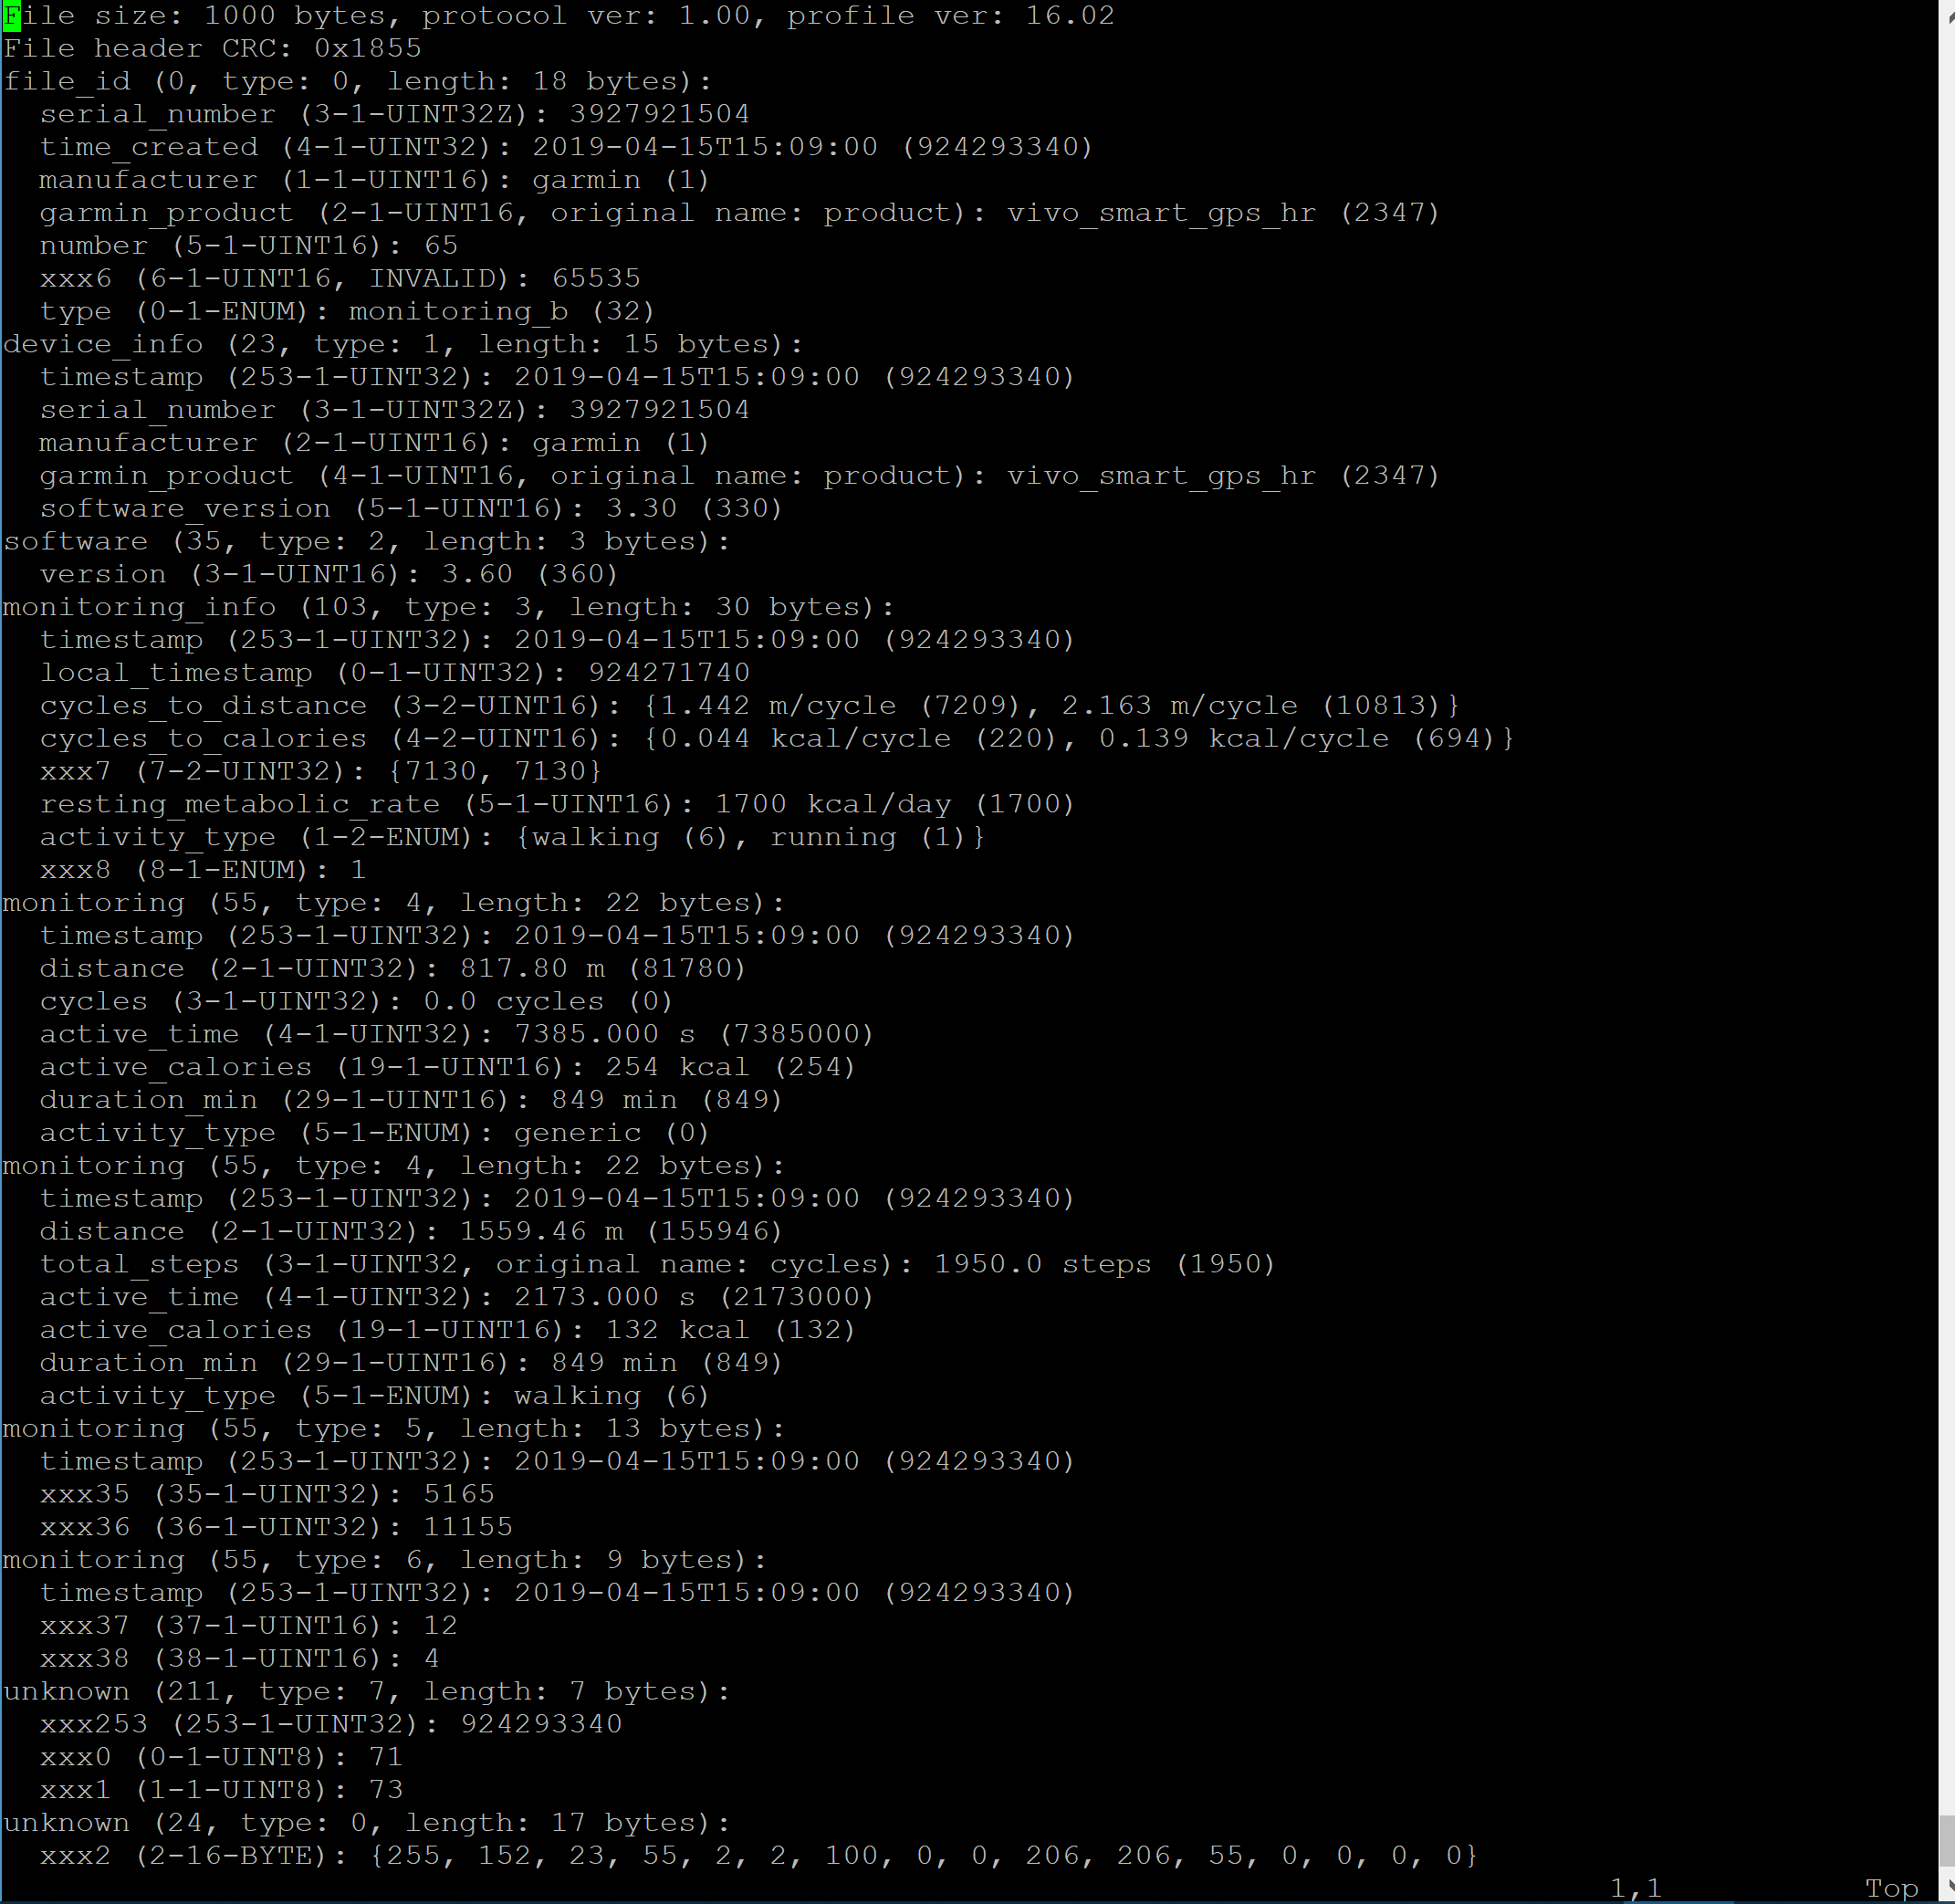 File size: 1000 bytes, protocol ver: 1.00, profile ver: 16.02
File header CRC: 0x1855
file_id (0, type: 0, length: 18 bytes):
  serial_number (3-1-UINT32Z): 3927921504
  time_created (4-1-UINT32): 2019-04-15T15:09:00 (924293340)
  manufacturer (1-1-UINT16): garmin (1)
  garmin_product (2-1-UINT16, original name: product): vivo_smart_gps_hr (2347)
  number (5-1-UINT16): 65
  xxx6 (6-1-UINT16, INVALID): 65535
  type (0-1-ENUM): monitoring_b (32)
device_info (23, type: 1, length: 15 bytes):
  timestamp (253-1-UINT32): 2019-04-15T15:09:00 (924293340)
  serial_number (3-1-UINT32Z): 3927921504
  manufacturer (2-1-UINT16): garmin (1)
  garmin_product (4-1-UINT16, original name: product): vivo_smart_gps_hr (2347)
  software_version (5-1-UINT16): 3.30 (330)
software (35, type: 2, length: 3 bytes):
  version (3-1-UINT16): 3.60 (360)
monitoring_info (103, type: 3, length: 30 bytes):
  timestamp (253-1-UINT32): 2019-04-15T15:09:00 (924293340)
  local_timestamp (0-1-UINT32): 924271740
  cycles_to_distance (3-2-UINT16): {1.442 m/cycle (7209), 2.163 m/cycle (10813)}
  cycles_to_calories (4-2-UINT16): {0.044 kcal/cycle (220), 0.139 kcal/cycle (694)}
  xxx7 (7-2-UINT32): {7130, 7130}
  resting_metabolic_rate (5-1-UINT16): 1700 kcal/day (1700)
  activity_type (1-2-ENUM): {walking (6), running (1)}
  xxx8 (8-1-ENUM): 1
monitoring (55, type: 4, length: 22 bytes):
  timestamp (253-1-UINT32): 2019-04-15T15:09:00 (924293340)
  distance (2-1-UINT32): 817.80 m (81780)
  cycles (3-1-UINT32): 0.0 cycles (0)
  active_time (4-1-UINT32): 7385.000 s (7385000)
  active_calories (19-1-UINT16): 254 kcal (254)
  duration_min (29-1-UINT16): 849 min (849)
  activity_type (5-1-ENUM): generic (0)
monitoring (55, type: 4, length: 22 bytes):
  timestamp (253-1-UINT32): 2019-04-15T15:09:00 (924293340)
  distance (2-1-UINT32): 1559.46 m (155946)
  total_steps (3-1-UINT32, original name: cycles): 1950.0 steps (1950)
  active_time (4-1-UINT32): 2173.000 s (2173000)
  active_calories (19-1-UINT16): 132 kcal (132)
  duration_min (29-1-UINT16): 849 min (849)
  activity_type (5-1-ENUM): walking (6)
monitoring (55, type: 5, length: 13 bytes):
  timestamp (253-1-UINT32): 2019-04-15T15:09:00 (924293340)
  xxx35 (35-1-UINT32): 5165
  xxx36 (36-1-UINT32): 11155
monitoring (55, type: 6, length: 9 bytes):
  timestamp (253-1-UINT32): 2019-04-15T15:09:00 (924293340)
  xxx37 (37-1-UINT16): 12
  xxx38 (38-1-UINT16): 4
unknown (211, type: 7, length: 7 bytes):
  xxx253 (253-1-UINT32): 924293340
  xxx0 (0-1-UINT8): 71
  xxx1 (1-1-UINT8): 73
unknown (24, type: 0, length: 17 bytes):
  xxx2 (2-16-BYTE): {255, 152, 23, 55, 2, 2, 100, 0, 0, 206, 206, 55, 0, 0, 0, 0}
1,1 Top